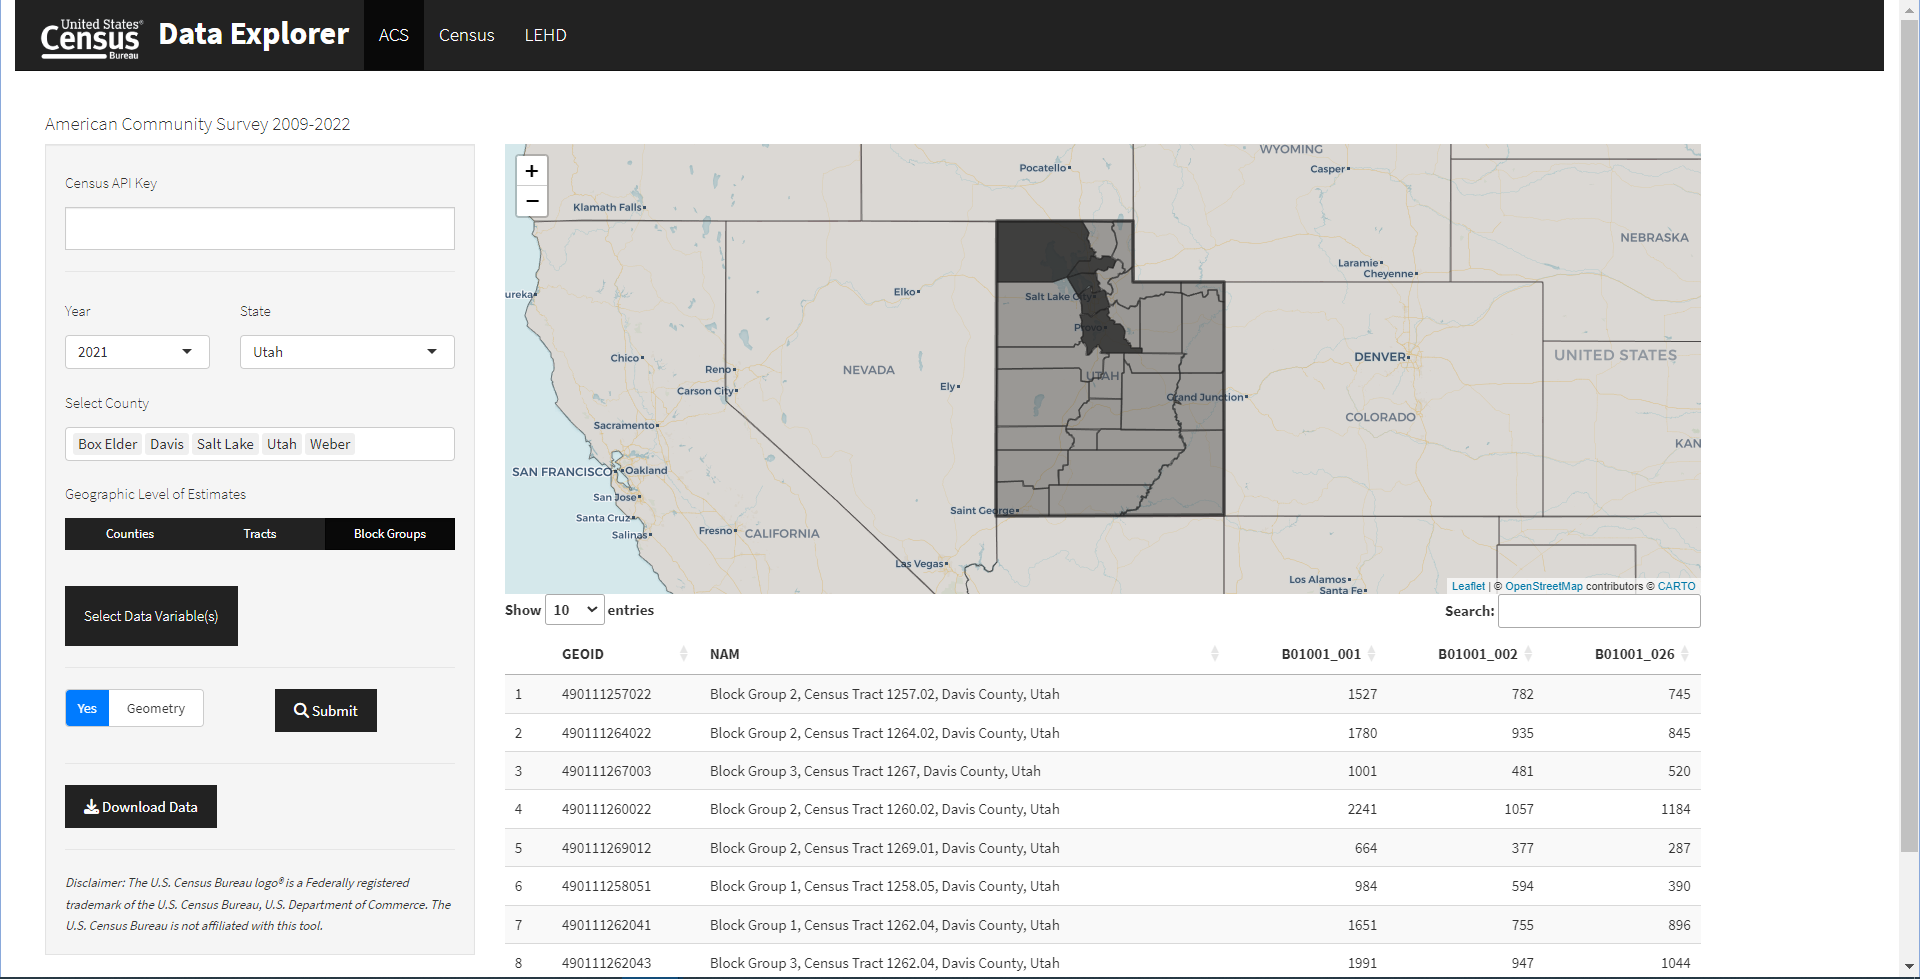 United States®
Census
Bureau
Data Explorer
ACS
Census
LEHD
American Community Survey 2009-2022
Census API Key
Year
State
2021
Utah
Select County
Box Elder Davis Salt Lake Utah Weber
Geographic Level of Estimates
Counties Tracts Block Groups
Select Data Variable(s)
Yes Geometry
Submit
Download Data
Disclaimer: The U.S. Census Bureau logo® is a Federally registered
trademark of the U.S. Census Bureau, U.S. Department of Commerce. The
U.S. Census Bureau is not affiliated with this tool.
+
−
WYOMING
Pocatello
Casper
Klamath Falls
NEBRASKA
Laramie
Cheyenne
ureka
Elko
Salt Lake City
Provo
Chico
Reno
NEVADA
Ely
UTAH
DENVER
UNITED STATES
Carson City
Grand Junction
COLORADO
Sacramento
KAN
SAN FRANCISCO
Oakland
San Jose
Saint George
Santa Cruz
Salinas
Fresno
CALIFORNIA
Las Vegas
Los Alamos
Santa Fe
Leaflet | © OpenStreetMap contributors © CARTO
Show 10 entries
Search:
GEOID NAM B01001_001 B01001_002 B01001_026
1 490111257022 Block Group 2, Census Tract 1257.02, Davis County, Utah 1527 782 745
2 490111264022 Block Group 2, Census Tract 1264.02, Davis County, Utah 1780 935 845
3 490111267003 Block Group 3, Census Tract 1267, Davis County, Utah 1001 481 520
4 490111260022 Block Group 2, Census Tract 1260.02, Davis County, Utah 2241 1057 1184
5 490111269012 Block Group 2, Census Tract 1269.01, Davis County, Utah 664 377 287
6 490111258051 Block Group 1, Census Tract 1258.05, Davis County, Utah 984 594 390
7 490111262041 Block Group 1, Census Tract 1262.04, Davis County, Utah 1651 755 896
8 490111262043 Block Group 3, Census Tract 1262.04, Davis County, Utah 1991 947 1044